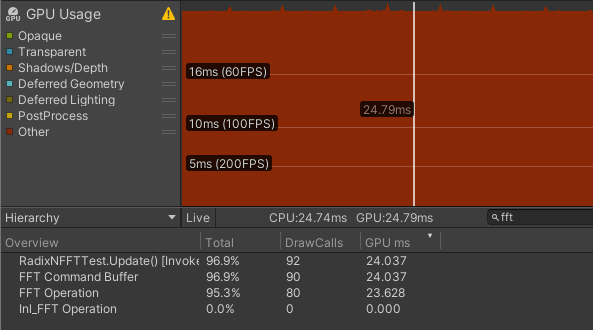 GPU
GPU Usage
Opaque
Transparent
Shadows/Depth
Deferred Geometry
Deferred Lighting
PostProcess
Other
16ms (60FPS)
24.79ms
10ms (100FPS)
5ms (200FPS)
Hierarchy Live CPU:24.74ms GPU:24.79ms fft
Overview Total DrawCalls GPU ms
RadixNFFTTest.Update() [Invoke 96.9% 92 24.037
FFT Command Buffer 96.9% 90 24.037
FFT Operation 95.3% 80 23.628
Inl_FFT Operation 0.0% 0 0.000